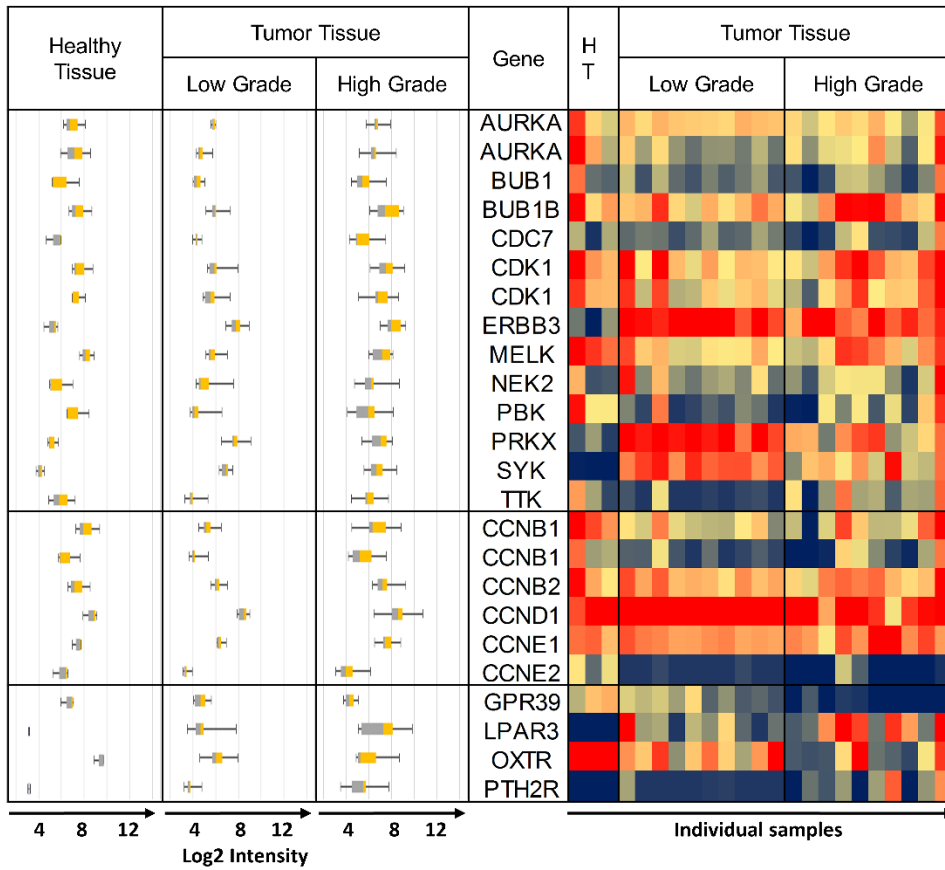 Healthy
Tissue
Tumor Tissue
Low Grade
High Grade
Gene
H
T
Tumor Tissue
Low Grade
High Grade
AURKA
AURKA
BUB1
BUB1B
CDC7
CDK1
CDK1
ERBB3
MELK
NEK2
PBK
PRKX
SYK
TTK
CCNB1
CCNB1
CCNB2
CCND1
CCNE1
CCNE2
GPR39
LPAR3
OXTR
PTH2R
4 8 12 4 8 12 4 8 12
Log2 Intensity
Individual samples